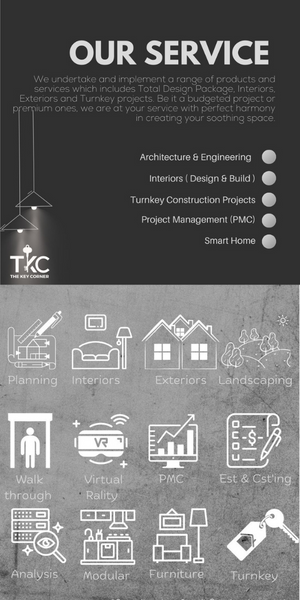 OUR SERVICE
We undertake and implement a range of products and
services which includes Total Design Package, Interiors,
Exteriors and Turnkey projects. Be it a budgeted project or
premium ones, we are at your service with perfect harmony
in creating your soothing space.
Architecture & Engineering
Interiors ( Design & Build )
Turnkey Construction Projects
Project Management (PMC)
Smart Home
TKC
THE KEY CORNER
Planning Interiors Exteriors Landscaping
VR
Walk through Virtual Rality PMC Est & Cst'ing
Analysis Modular Furniture Turnkey